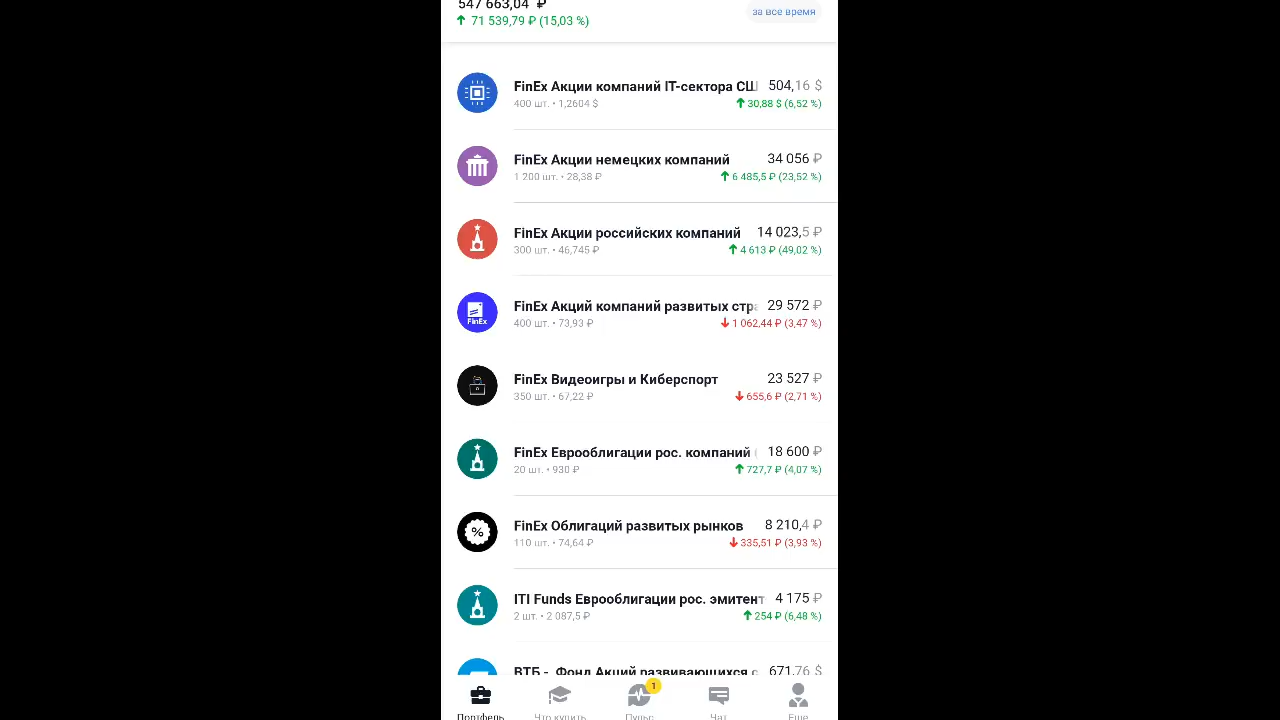 547 663,04 ₽
71 539,79 ₽ (15,03 %)
за все время
FinEx Акции компаний IT-сектора СШ
504,16 $
400 шт. • 1,2604 $
30,88 $ (6,52 %)
FinEx Акции немецких компаний
34 056 ₽
1 200 шт. • 28,38 ₽
6 485,5 ₽ (23,52 %)
FinEx Акции российских компаний
14 023,5 ₽
300 шт. • 46,745 ₽
4 613 ₽ (49,02 %)
FinEx
FinEx Акций компаний развитых стра
29 572 ₽
400 шт. • 73,93 ₽
1 062,44 ₽ (3,47 %)
FinEx Видеоигры и Киберспорт
23 527 ₽
350 шт. • 67,22 ₽
655,6 ₽ (2,71 %)
FinEx Еврооблигации рос. компаний (
18 600 ₽
20 шт. • 930 ₽
727,7 ₽ (4,07 %)
%
FinEx Облигаций развитых рынков
8 210,4 ₽
110 шт. • 74,64 ₽
335,51 ₽ (3,93 %)
ITI Funds Еврооблигации рос. эмитент
4 175 ₽
2 шт. • 2 087,5 ₽
254 ₽ (6,48 %)
ВТБ - Фонд Акций развивающихся с
671,76 $
1
Портфель
Что купить
Пульс
Чат
Еще